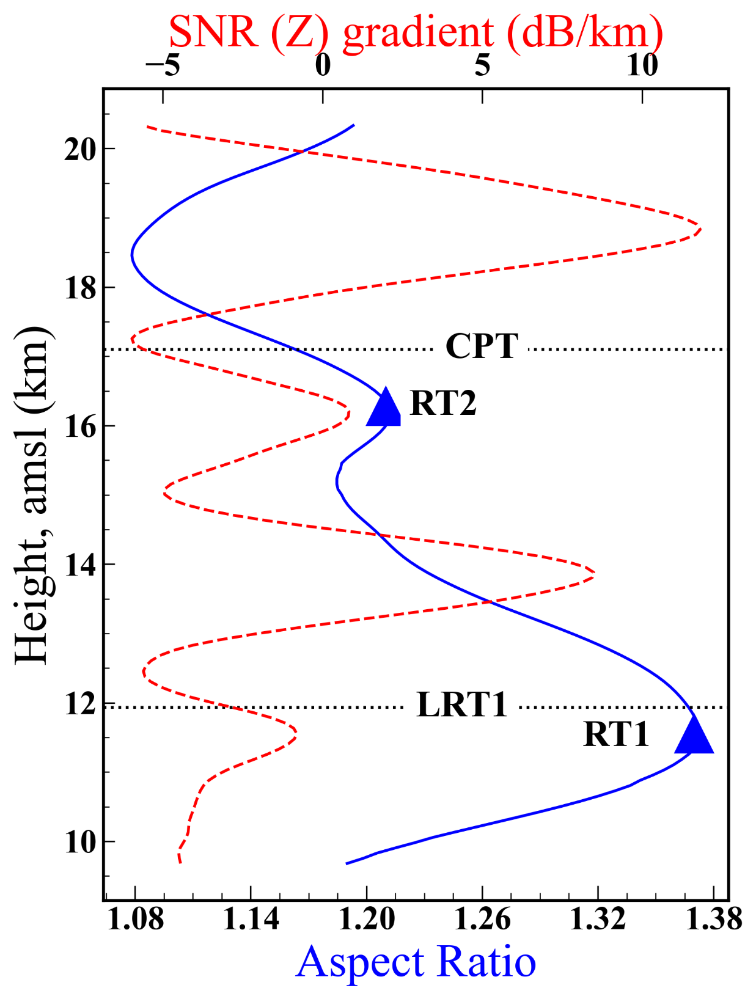 SNR (Z) gradient (dB/km)
−5 0 5 10
20
18
CPT
RT2
16
Height, amsl (km)
14
12
LRT1
RT1
10
1.08 1.14 1.20 1.26 1.32 1.38
Aspect Ratio